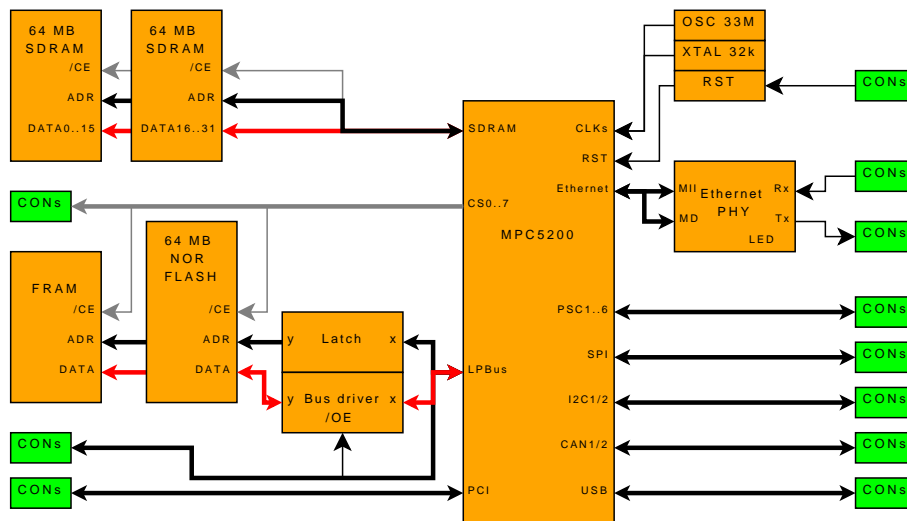 64 MB
SDRAM
/CE
ADR
DATA0..15
64 MB
SDRAM
/CE
ADR
DATA16..31
OSC 33M
XTAL 32k
RST
CONs
SDRAM
CLKs
RST
Ethernet
CS0..7
MPC5200
PSC1..6
SPI
LPBus
I2C1/2
CAN1/2
PCI
USB
MII
MD
Ethernet
PHY
Rx
Tx
LED
CONs
CONs
CONs
64 MB
NOR
FLASH
/CE
ADR
DATA
FRAM
/CE
ADR
DATA
y Latch x
y Bus driver x
/OE
CONs
CONs
CONs
CONs
CONs
CONs
CONs